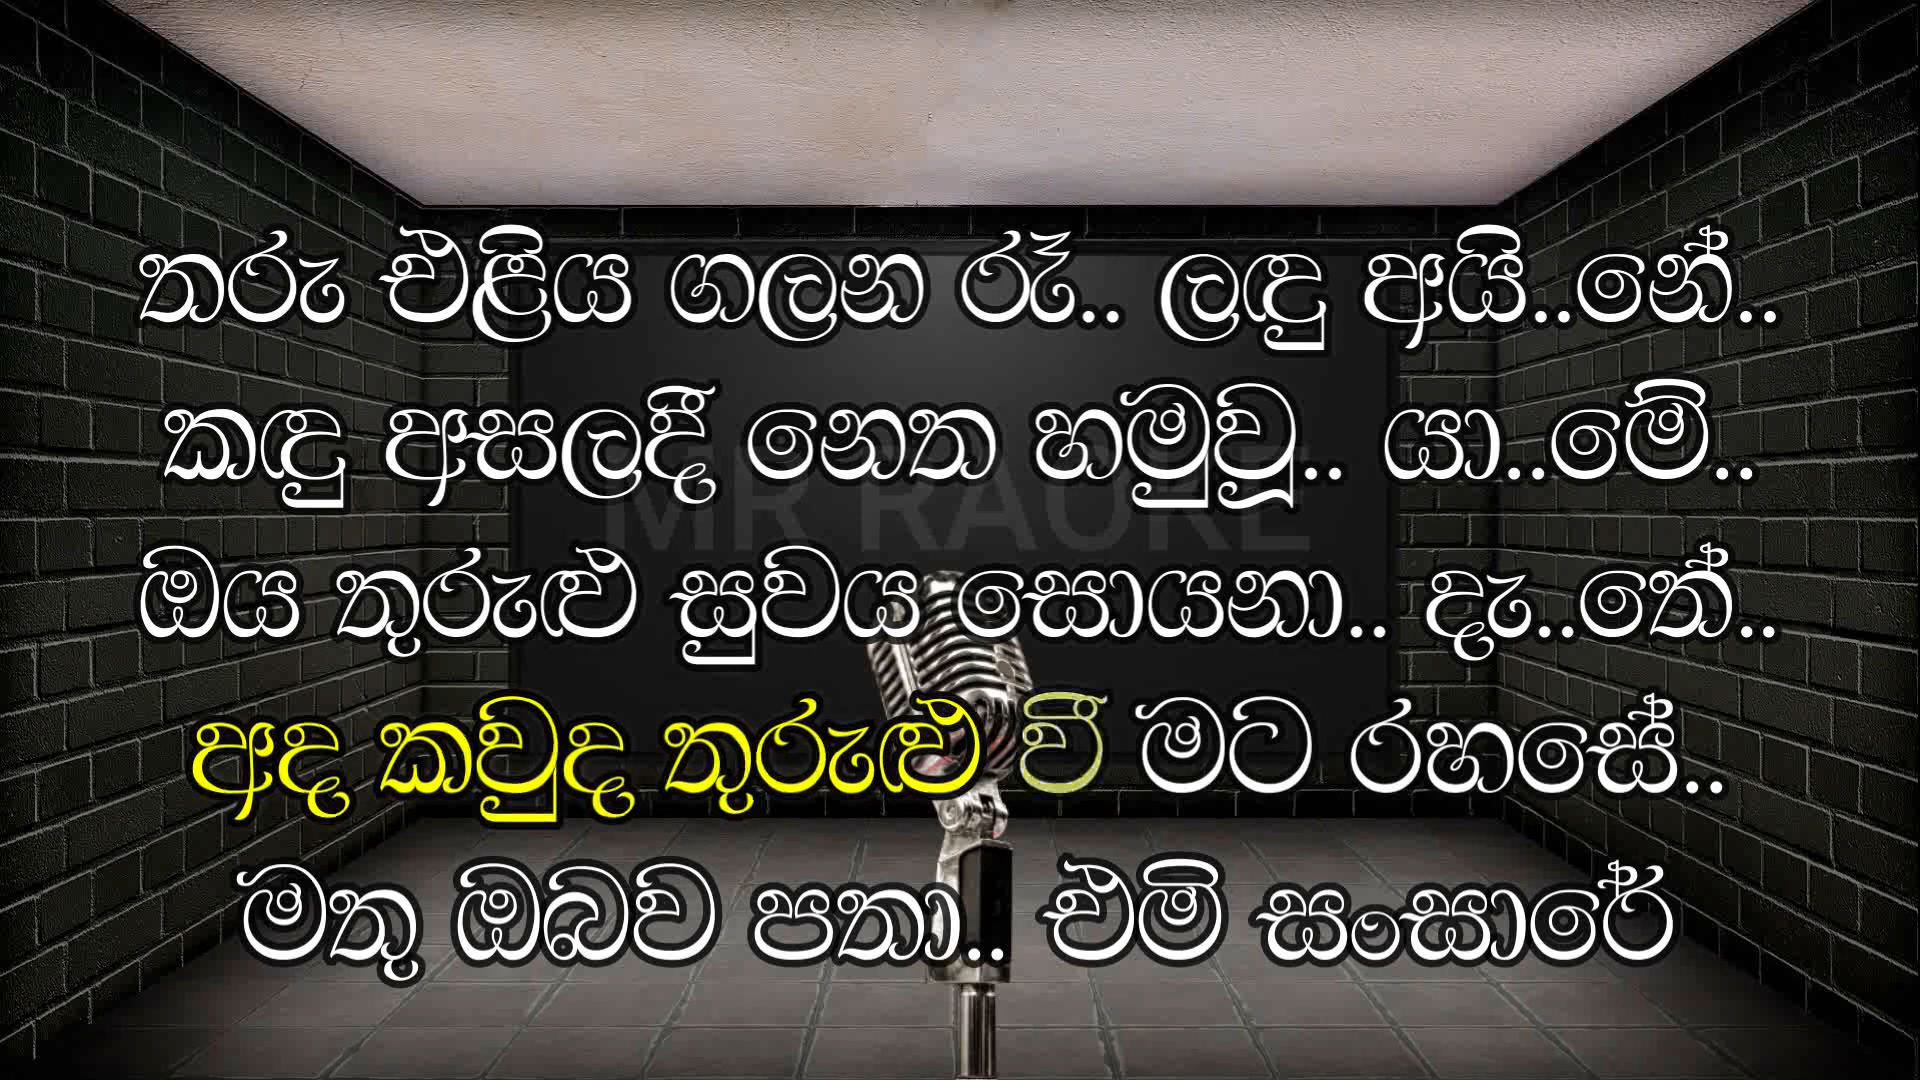 තරු එළිය ගලන රෑ.. ලඳු අයි..නේ..
කඳු අසලදී නෙත හමුවූ.. යා..මේ..
MR RAOKE
ඔය තුරුළු සුවය සොයනා.. දෑ..තේ..
අද කවුද තුරුළු වී මට රහසේ..
මතු ඔබව පතා.. එමි සංසාරේ